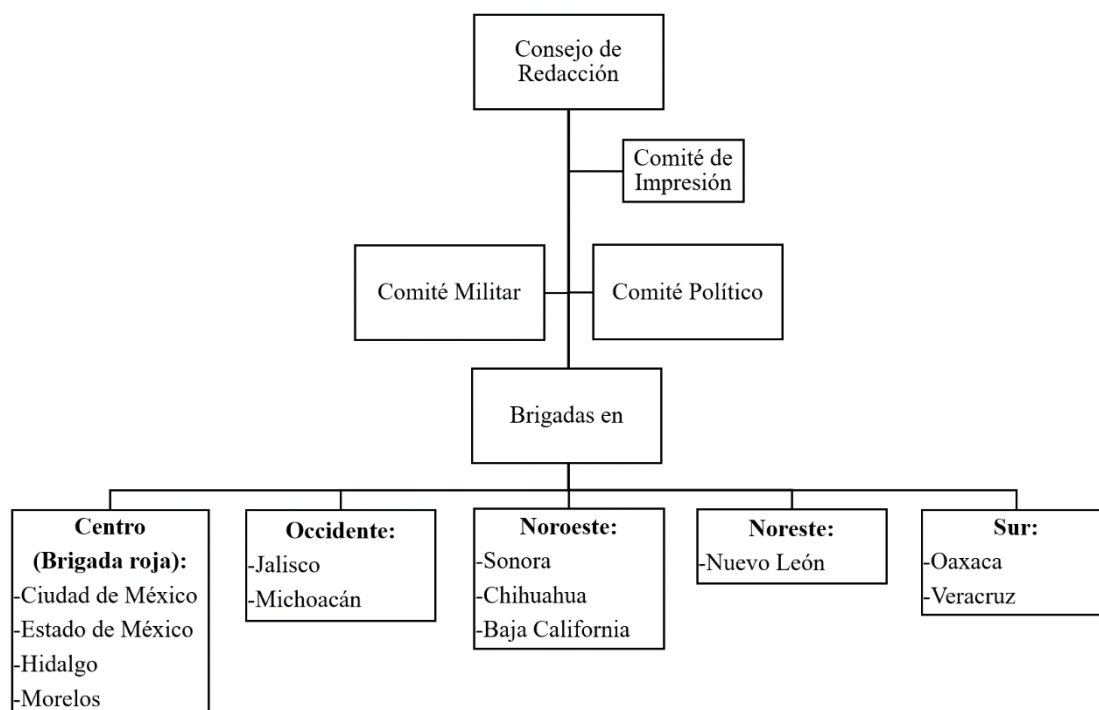 Consejo de
Redacción
Comité de
Impresión
Comité Militar
Comité Político
Brigadas en
Centro
(Brigada roja):
-Ciudad de México
-Estado de México
-Hidalgo
-Morelos
Occidente:
-Jalisco
-Michoacán
Noroeste:
-Sonora
-Chihuahua
-Baja California
Noreste:
-Nuevo León
Sur:
-Oaxaca
-Veracruz